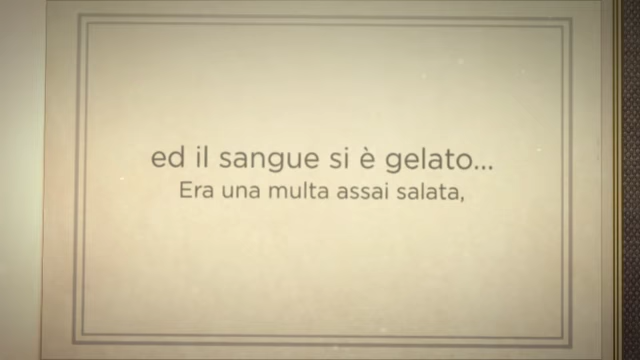 ed il sangue si è gelato...
Era una multa assai salata,